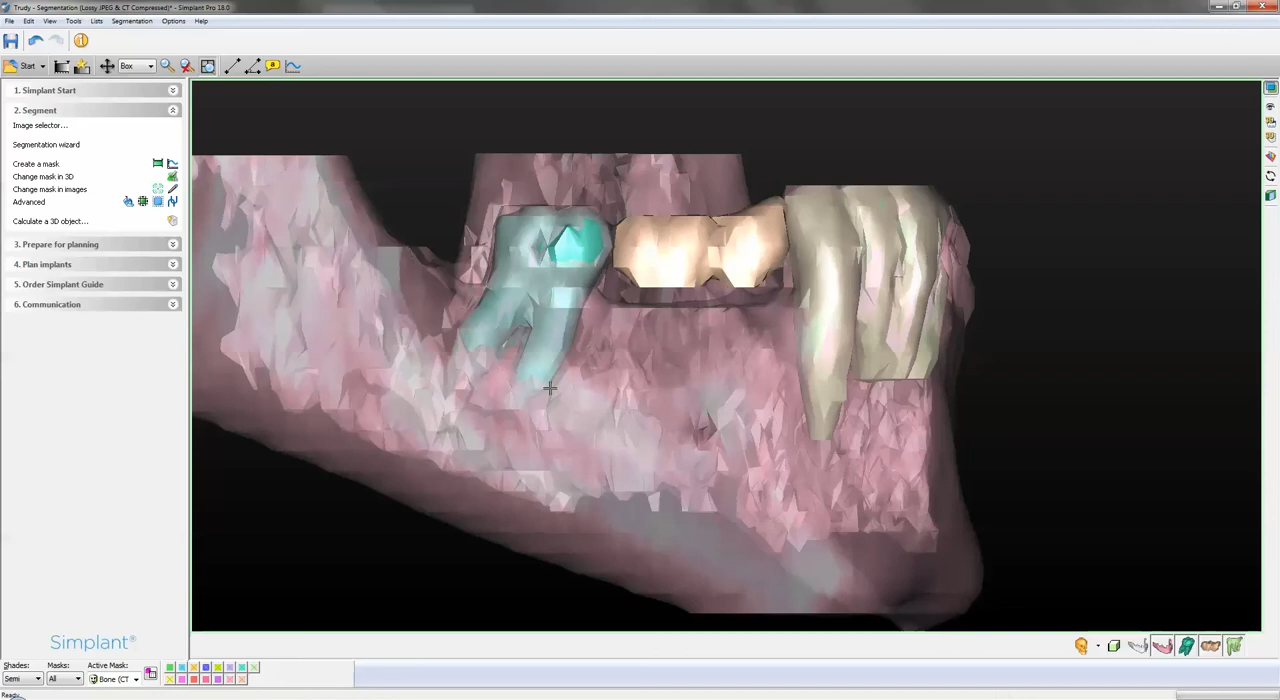 Trudy - Segmentation (Lossy JPEG & CT Compressed)* - Simplant Pro 18.0
File Edit View Tools Lists Segmentation Options Help
Start Box
1. Simplant Start
2. Segment
Image selector...
Segmentation wizard
Create a mask
Change mask in 3D
Change mask in images
Advanced
Calculate a 3D object...
3. Prepare for planning
4. Plan implants
5. Order Simplant Guide
6. Communication
Simplant®
Shades: Masks: Active Mask:
Semi All Bone (CT
Ready